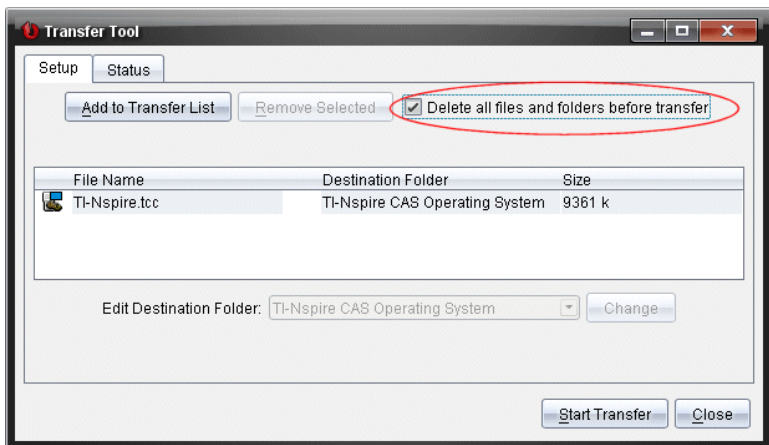 Transfer Tool
Setup Status
Add to Transfer List Remove Selected Delete all files and folders before transfer
File Name Destination Folder Size
TI-Nspire.tcc TI-Nspire CAS Operating System 9361 k
Edit Destination Folder: TI-Nspire CAS Operating System Change
Start Transfer Close